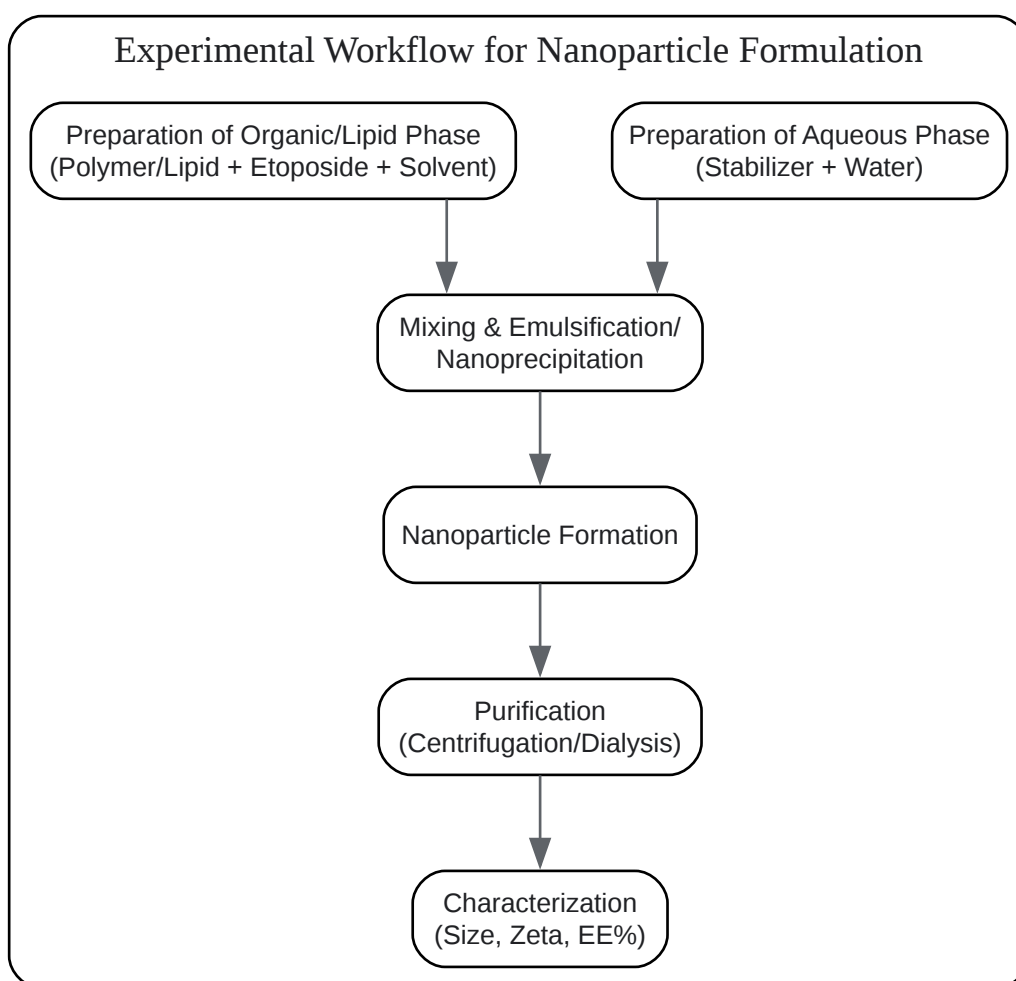 Experimental Workflow for Nanoparticle Formulation
Preparation of Organic/Lipid Phase
(Polymer/Lipid + Etoposide + Solvent)
Preparation of Aqueous Phase
(Stabilizer + Water)
Mixing & Emulsification/
Nanoprecipitation
Nanoparticle Formation
Purification
(Centrifugation/Dialysis)
Characterization
(Size, Zeta, EE%)